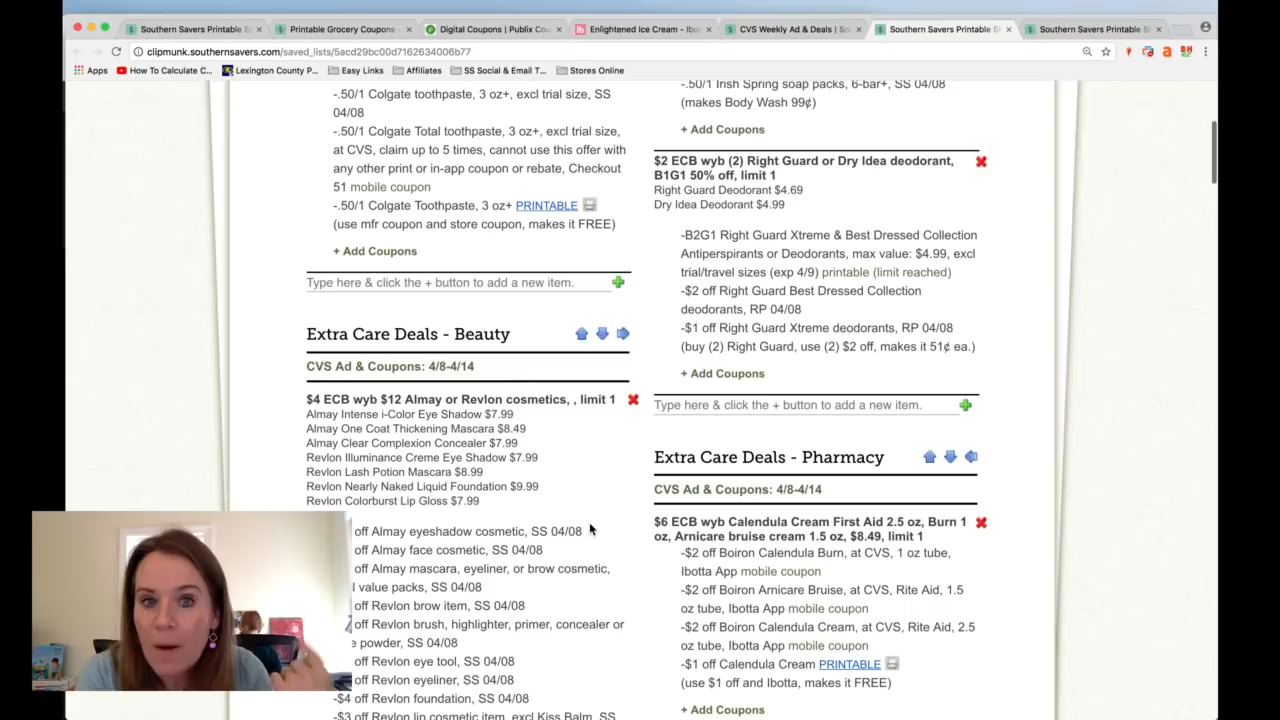 Southern Savers Printable S
Printable Grocery Coupons
Digital Coupons | Publix Co
Enlightened Ice Cream - Ibo
CVS Weekly Ad & Deals | So
Southern Savers Printable S
Southern Savers Printable S
clipmunk.southernsavers.com/saved_lists/5acd29bc00d7162634006b77
Apps
How To Calculate C...
Lexington County P...
Easy Links
Affiliates
SS Social & Email T...
Stores Online
-.50/1 Colgate toothpaste, 3 oz+, excl trial size, SS
04/08
-.50/1 Colgate Total toothpaste, 3 oz+, excl trial size,
at CVS, claim up to 5 times, cannot use this offer with
any other print or in-app coupon or rebate, Checkout
51 mobile coupon
-.50/1 Colgate Toothpaste, 3 oz+ PRINTABLE
(use mfr coupon and store coupon, makes it FREE)
+ Add Coupons
Type here & click the + button to add a new item.
Extra Care Deals - Beauty
CVS Ad & Coupons: 4/8-4/14
$4 ECB wyb $12 Almay or Revlon cosmetics, , limit 1
Almay Intense i-Color Eye Shadow $7.99
Almay One Coat Thickening Mascara $8.49
Almay Clear Complexion Concealer $7.99
Revlon Illuminance Creme Eye Shadow $7.99
Revlon Lash Potion Mascara $8.99
Revlon Nearly Naked Liquid Foundation $9.99
Revlon Colorburst Lip Gloss $7.99
off Almay eyeshadow cosmetic, SS 04/08
off Almay face cosmetic, SS 04/08
off Almay mascara, eyeliner, or brow cosmetic,
l value packs, SS 04/08
off Revlon brow item, SS 04/08
off Revlon brush, highlighter, primer, concealer or
e powder, SS 04/08
off Revlon eye tool, SS 04/08
off Revlon eyeliner, SS 04/08
-$4 off Revlon foundation, SS 04/08
-$3 off Revlon lip cosmetic item, excl Kiss Balm, SS
-.50/1 Irish Spring soap packs, 6-bar+, SS 04/08
(makes Body Wash 99¢)
+ Add Coupons
$2 ECB wyb (2) Right Guard or Dry Idea deodorant,
B1G1 50% off, limit 1
Right Guard Deodorant $4.69
Dry Idea Deodorant $4.99
-B2G1 Right Guard Xtreme & Best Dressed Collection
Antiperspirants or Deodorants, max value: $4.99, excl
trial/travel sizes (exp 4/9) printable (limit reached)
-$2 off Right Guard Best Dressed Collection
deodorants, RP 04/08
-$1 off Right Guard Xtreme deodorants, RP 04/08
(buy (2) Right Guard, use (2) $2 off, makes it 51¢ ea.)
+ Add Coupons
Type here & click the + button to add a new item.
Extra Care Deals - Pharmacy
CVS Ad & Coupons: 4/8-4/14
$6 ECB wyb Calendula Cream First Aid 2.5 oz, Burn 1
oz, Arnicare bruise cream 1.5 oz, $8.49, limit 1
-$2 off Boiron Calendula Burn, at CVS, 1 oz tube,
Ibotta App mobile coupon
-$2 off Boiron Arnicare Bruise, at CVS, Rite Aid, 1.5
oz tube, Ibotta App mobile coupon
-$2 off Boiron Calendula Cream, at CVS, Rite Aid, 2.5
oz tube, Ibotta App mobile coupon
-$1 off Calendula Cream PRINTABLE
(use $1 off and Ibotta, makes it FREE)
+ Add Coupons